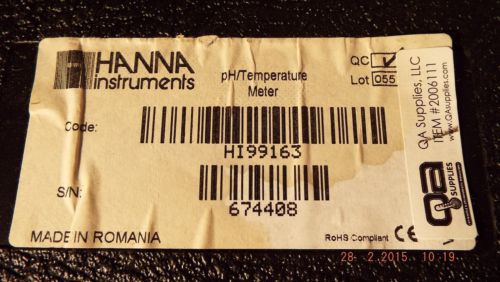 HANNA
instruments
pH/Temperature
Meter
QC
Lot 055
Code:
HI99163
S/N:
674408
MADE IN ROMANIA
RoHS Compliant CE
QA Supplies, LLC
ITEM #2006111
www.QAsupplies.com
qa
SUPPLIES
28- 2.2015 10:19